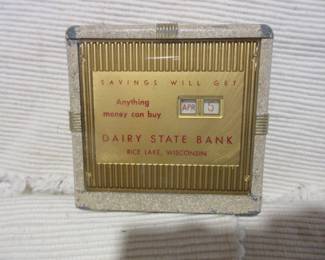 SAVINGS WILL GET
Anything
money can buy
APR 5
DAIRY STATE BANK
RICE LAKE, WISCONSIN